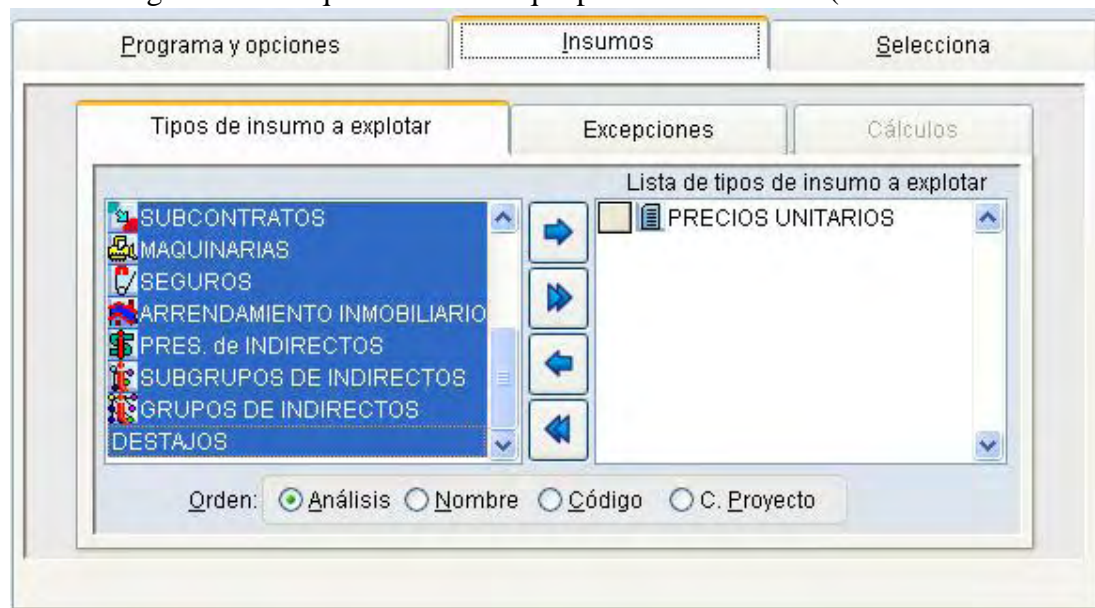 Programa y opciones
Insumos
Selecciona
Tipos de insumo a explotar
Excepciones
Cálculos
Lista de tipos de insumo a explotar
SUBCONTRATOS
MAQUINARIAS
SEGUROS
ARRENDAMIENTO INMOBILIARIO
PRES. de INDIRECTOS
SUBGRUPOS DE INDIRECTOS
GRUPOS DE INDIRECTOS
DESTAJOS
PRECIOS UNITARIOS
Orden: Análisis Nombre Código C. Proyecto